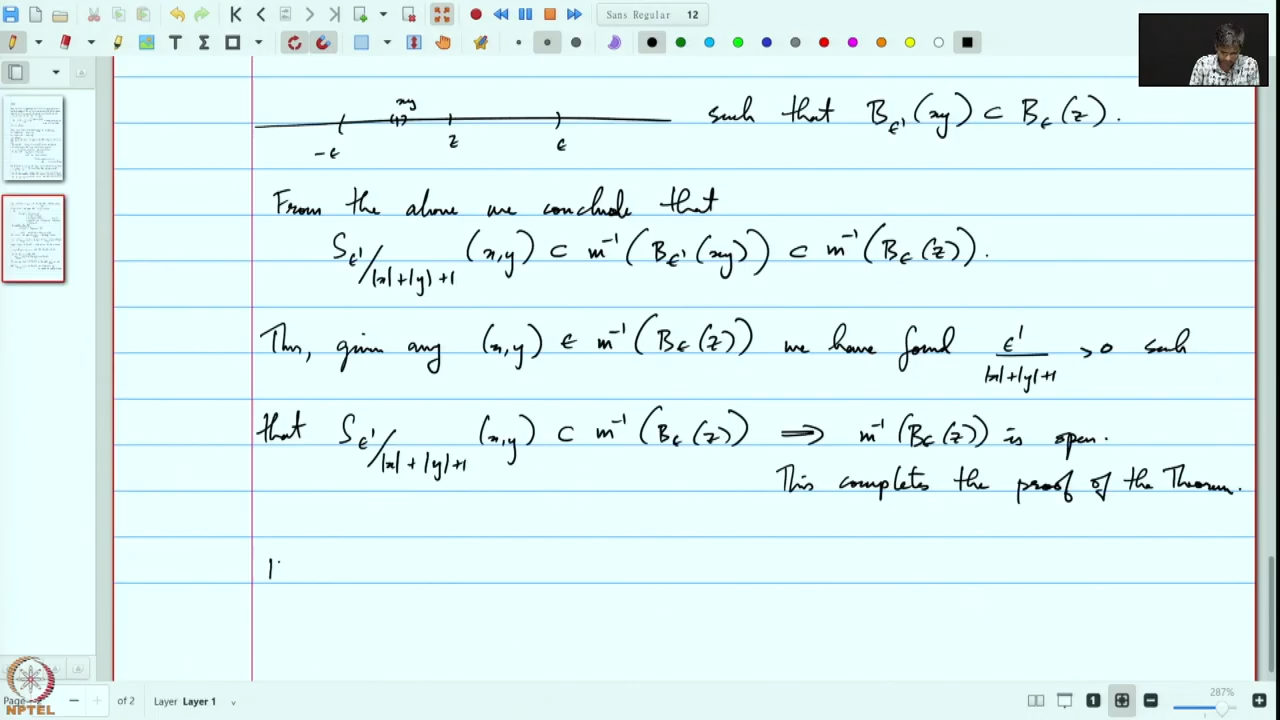 Sans Regular 12
xy
such that B_ε'(xy) ⊂ B_ε(z).
-ε z ε
From the above we conclude that
S_ε'/|x|+|y|+1 (x,y) ⊂ m⁻¹(B_ε'(xy)) ⊂ m⁻¹(B_ε(z)).
Thus, given any (x,y) ∈ m⁻¹(B_ε(z)) we have found ε'/|x|+|y|+1 >0 such
that S_ε'/|x|+|y|+1 (x,y) ⊂ m⁻¹(B_ε(z)) ⟹ m⁻¹(B_ε(z)) is open.
This completes the proof of the Theorem.
287%
Page of 2 Layer Layer 1
NPTEL